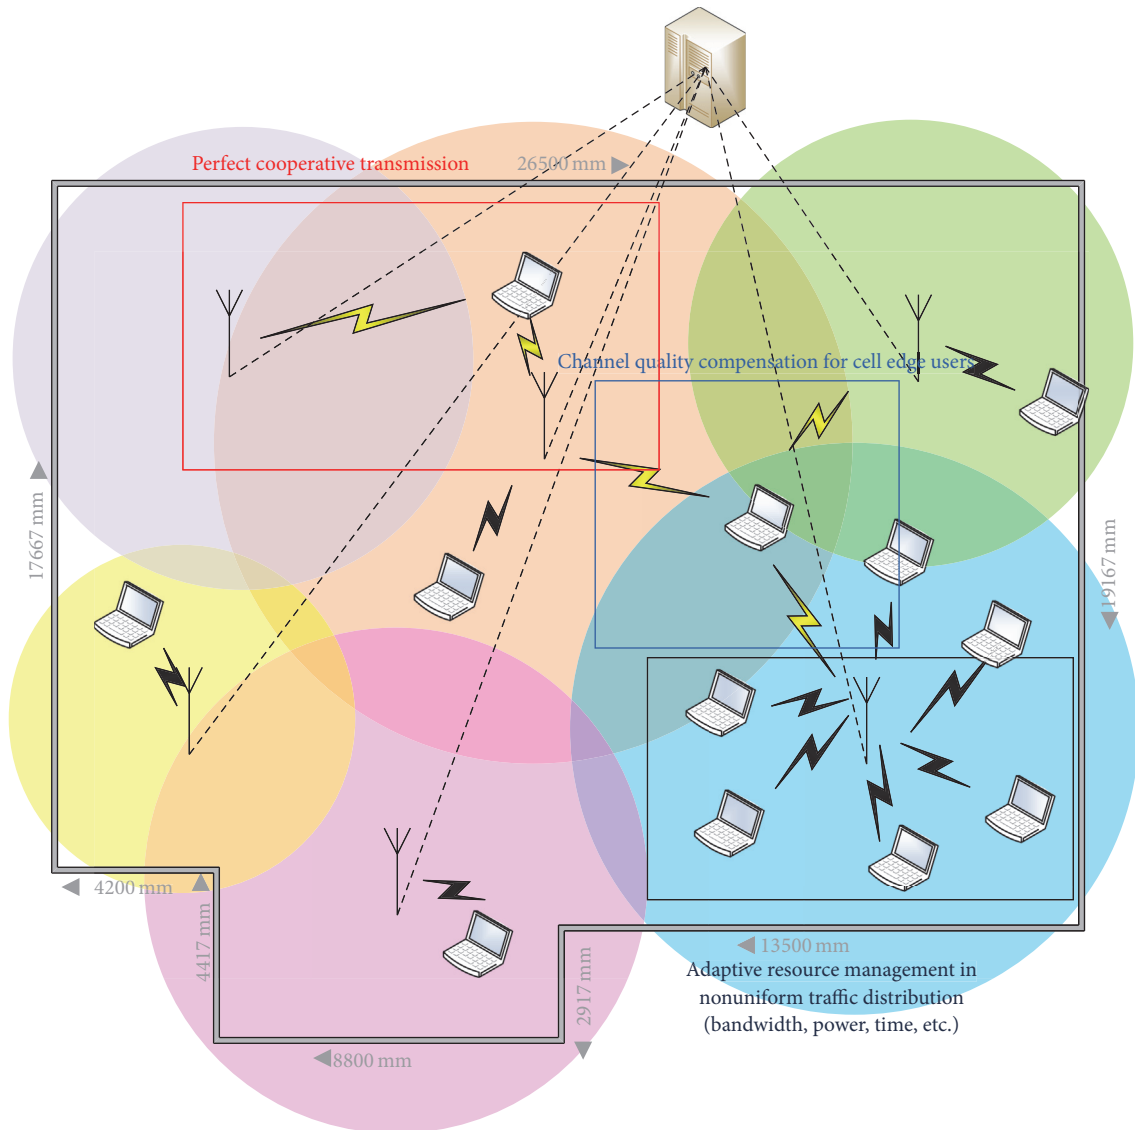 Perfect cooperative transmission
26500 mm
Channel quality compensation for cell edge users
17667 mm
19167 mm
4200 mm
4417 mm
13500 mm
2917 mm
Adaptive resource management in
nonuniform traffic distribution
(bandwidth, power, time, etc.)
8800 mm